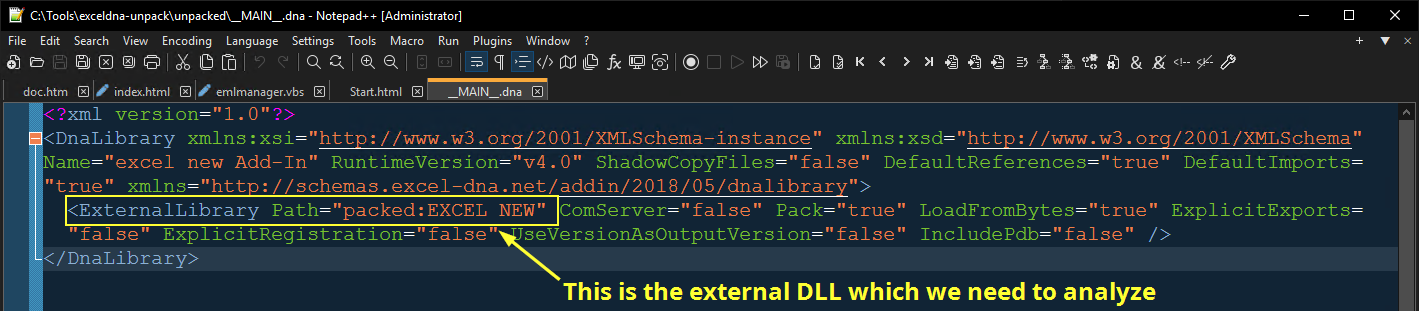 C:\Tools\exceldna-unpack\unpacked\__MAIN__.dna - Notepad++ [Administrator]
File Edit Search View Encoding Language Settings Tools Macro Run Plugins Window ?
doc.htm index.html emlmanager.vbs Start.html __MAIN__.dna
<?xml version="1.0"?>
<DnaLibrary xmlns:xsi="http://www.w3.org/2001/XMLSchema-instance" xmlns:xsd="http://www.w3.org/2001/XMLSchema"
Name="excel new Add-In" RuntimeVersion="v4.0" ShadowCopyFiles="false" DefaultReferences="true" DefaultImports=
"true" xmlns="http://schemas.excel-dna.net/addin/2018/05/dnalibrary">
<ExternalLibrary Path="packed:EXCEL NEW" ComServer="false" Pack="true" LoadFromBytes="true" ExplicitExports=
"false" ExplicitRegistration="false" UseVersionAsOutputVersion="false" IncludePdb="false" />
</DnaLibrary>
This is the external DLL which we need to analyze